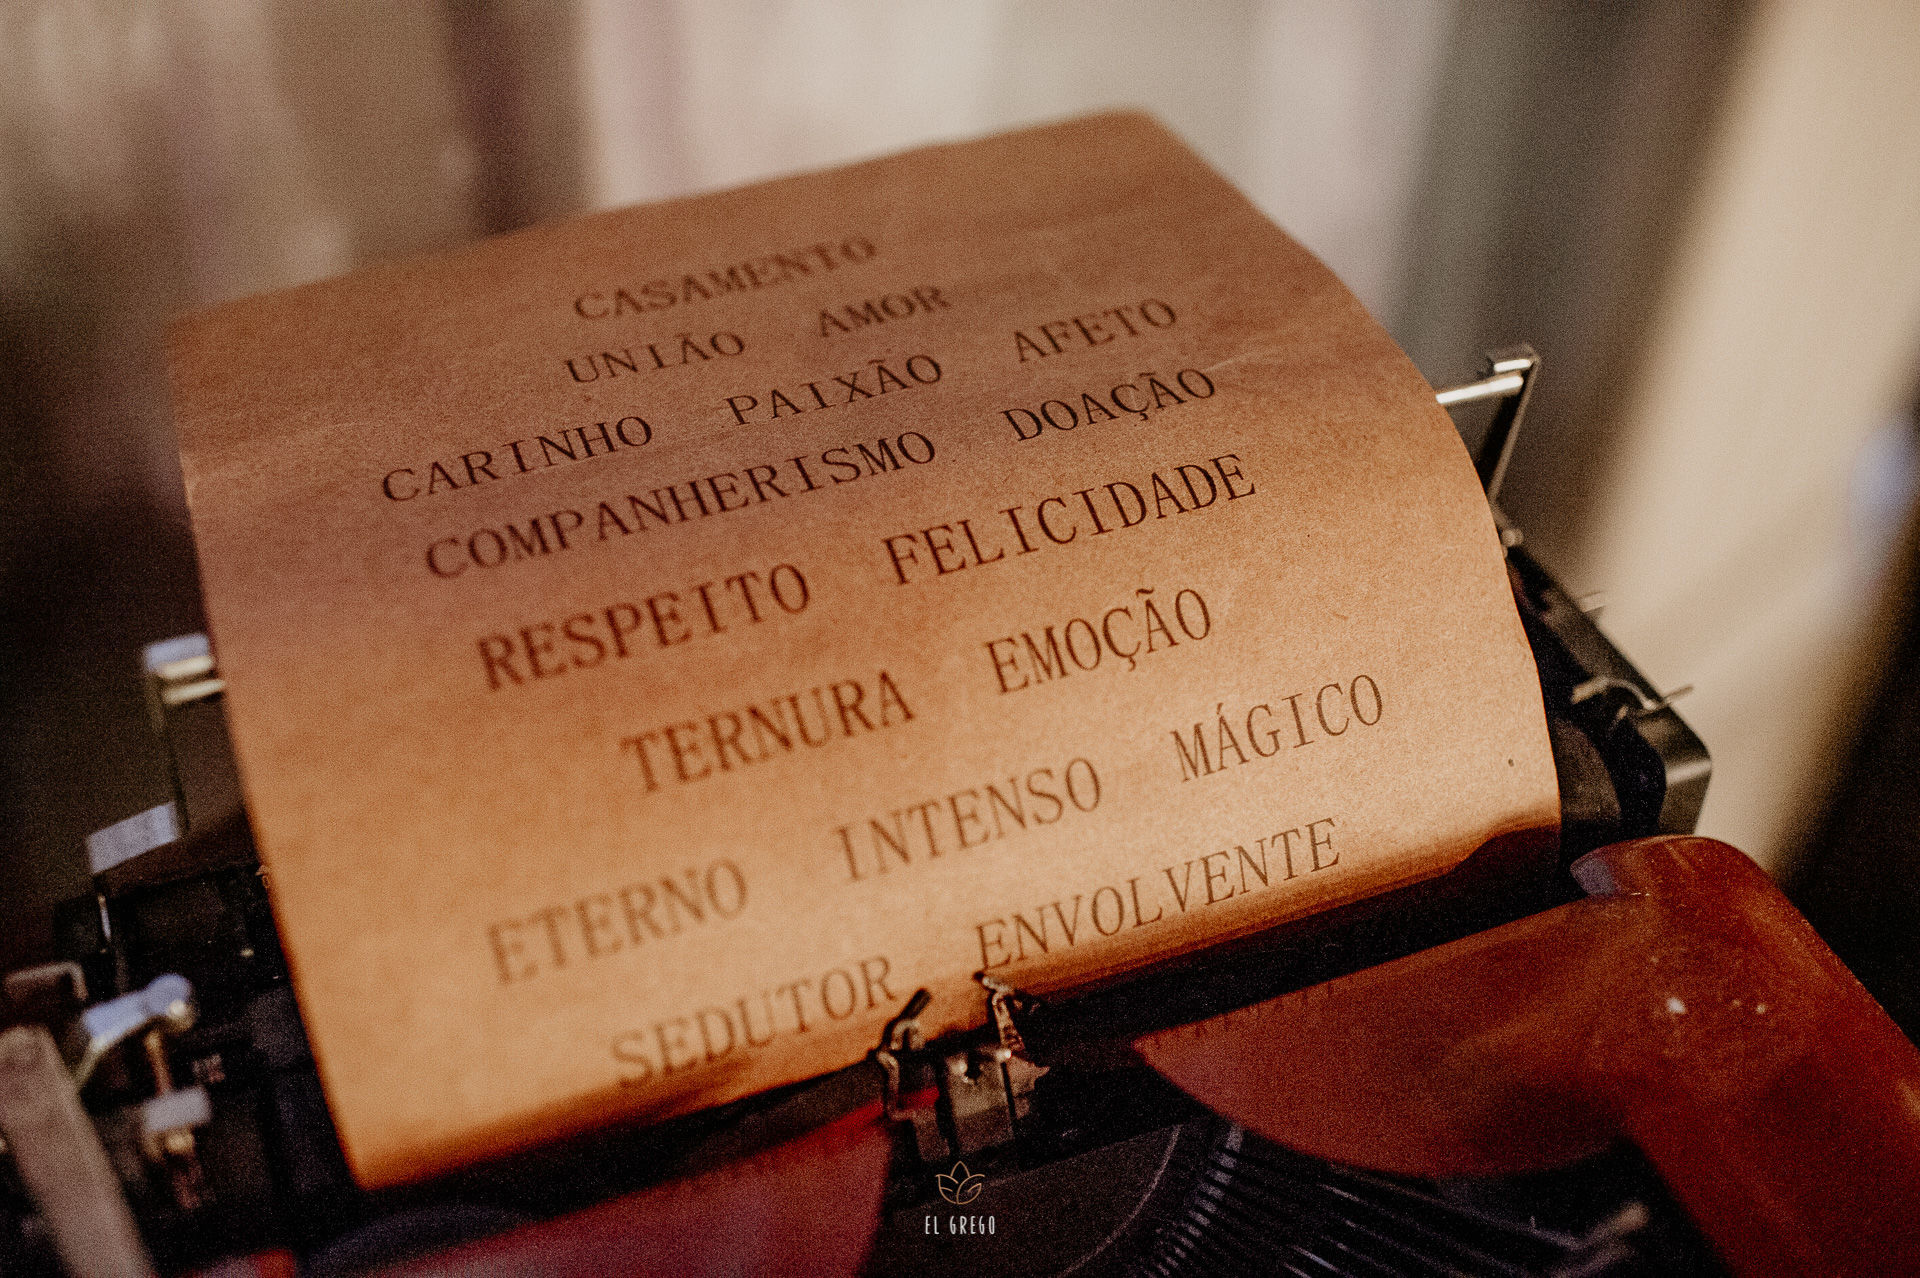 CASAMENTO
UNIÃO AMOR
CARINHO PAIXÃO AFETO
COMPANHERISMO DOAÇÃO
RESPEITO FELICIDADE
TERNURA EMOÇÃO
ETERNO INTENSO MÁGICO
SEDUTOR ENVOLVENTE
EL GREGO